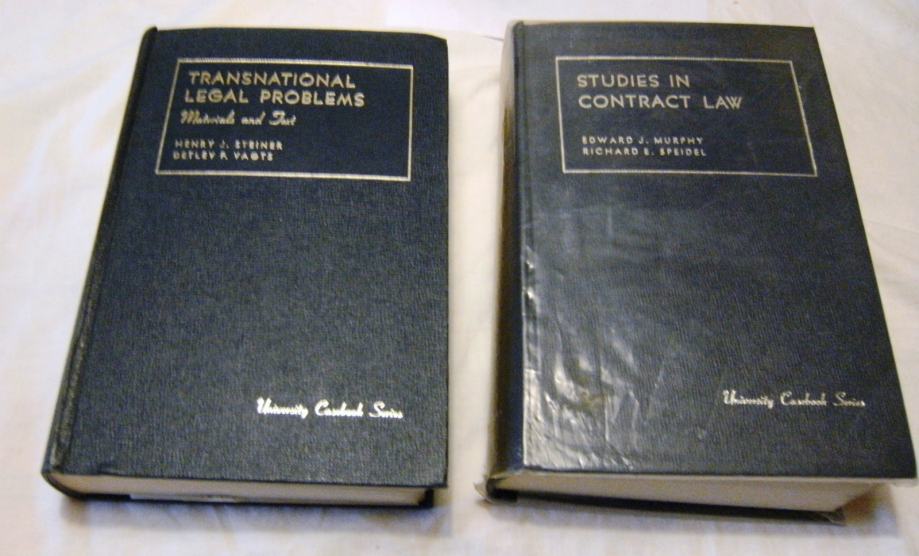 TRANSNATIONAL
LEGAL PROBLEMS
Materials and Text
HENRY J. STEINER
DETLEV F. VAGTS
University Casebook Series
STUDIES IN
CONTRACT LAW
EDWARD J. MURPHY
RICHARD E. SPEIDEL
University Casebook Series